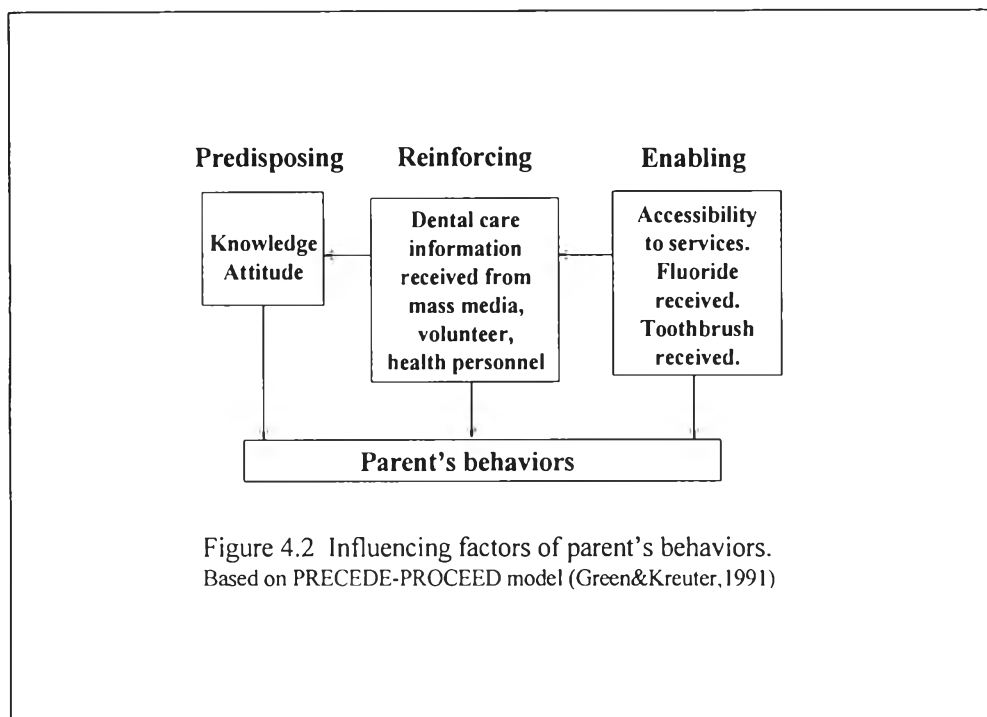 Predisposing
Reinforcing
Enabling
Knowledge
Attitude
Dental care
information
received from
mass media,
volunteer,
health personnel
Accessibility
to services.
Fluoride
received.
Toothbrush
received.
Parent's behaviors
Figure 4.2 Influencing factors of parent's behaviors.
Based on PRECEDE-PROCEED model (Green&Kreuter,1991)